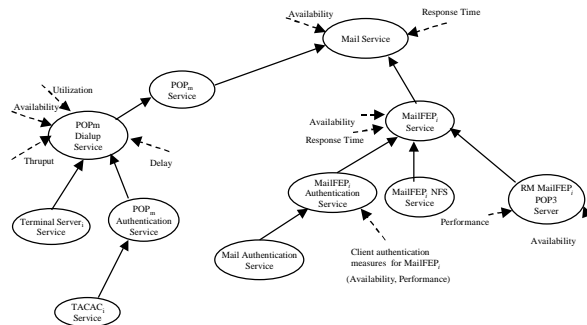 Availability
Response Time
Mail Service
POPm
Service
Utilization
Availability
POPm
Dialup
Service
Thruput
Delay
Availability
Response Time
MailFEPi
Service
MailFEPi
Authentication
Service
MailFEPi NFS
Service
RM MailFEPi
POP3
Server
Performance
Availability
Terminal Serveri
Service
POPm
Authentication
Service
Mail Authentication
Service
Client authentication
measures for MailFEPi
(Availability, Performance)
TACACi
Service